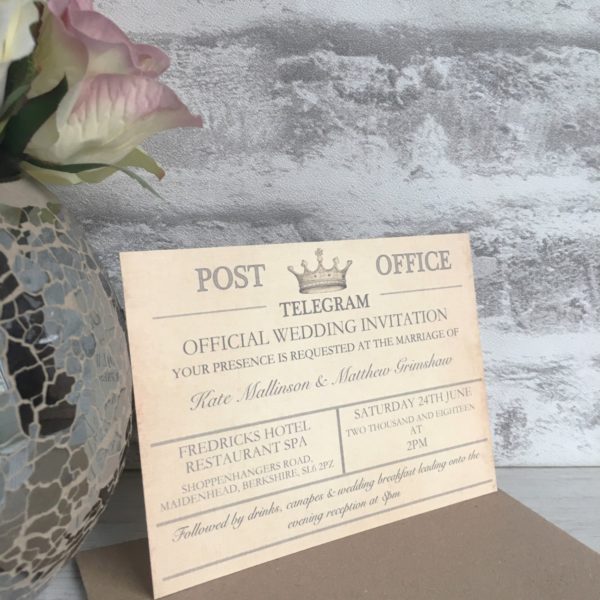 POST OFFICE
TELEGRAM
OFFICIAL WEDDING INVITATION
YOUR PRESENCE IS REQUESTED AT THE MARRIAGE OF
Kate Mallinson & Matthew Grimshaw
FREDRICKS HOTEL
RESTAURANT SPA
SHOPPENHANGERS ROAD,
MAIDENHEAD, BERKSHIRE, SL6 2PZ
SATURDAY 24TH JUNE
TWO THOUSAND AND EIGHTEEN
AT
2PM
Followed by drinks, canapes & wedding breakfast leading onto the
evening reception at 8pm